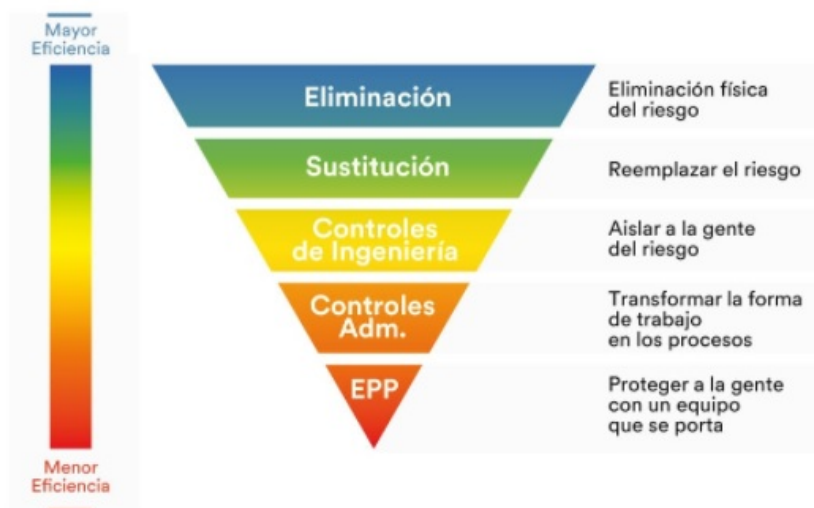 Mayor
Eficiencia
Eliminación
Eliminación física
del riesgo
Sustitución
Reemplazar el riesgo
Controles
de Ingeniería
Aislar a la gente
del riesgo
Controles
Adm.
Transformar la forma
de trabajo
en los procesos
EPP
Proteger a la gente
con un equipo
que se porta
Menor
Eficiencia